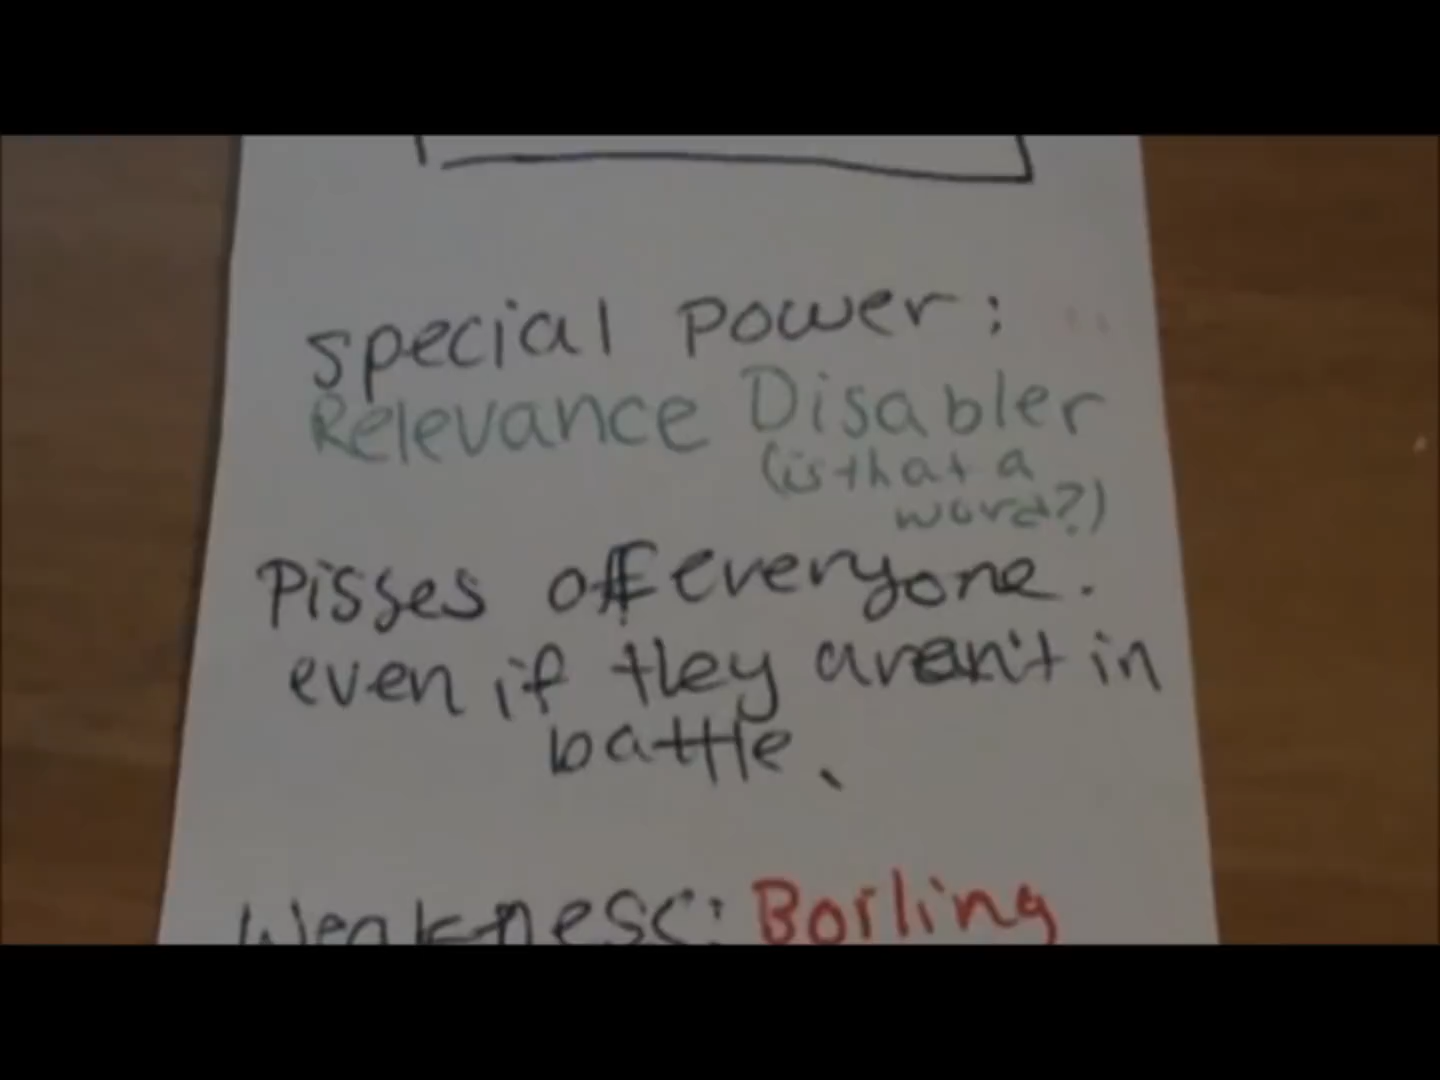 special power:
Relevance Disabler
(is that a
word?)
Pisses off everyone.
even if they aren't in
battle.
Weakness: Boiling